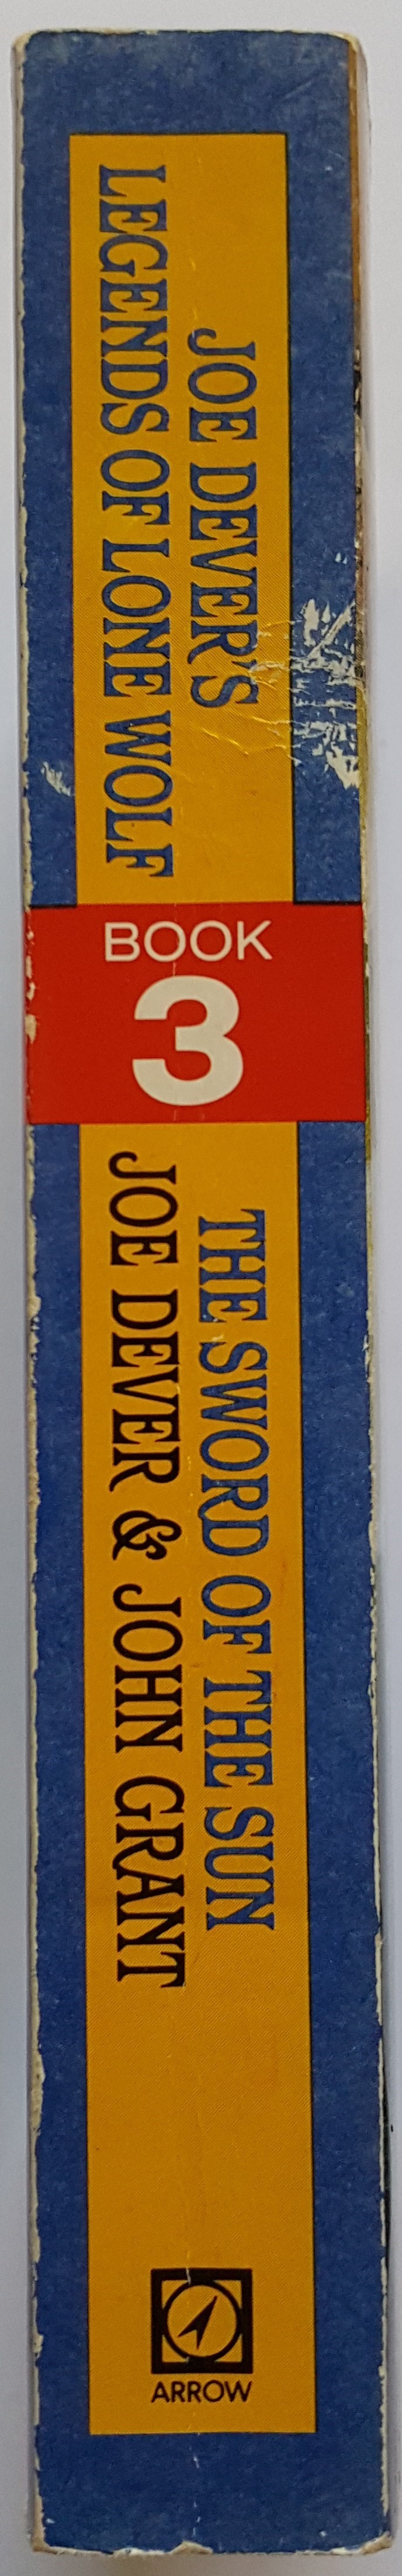 JOE DEVER'S
LEGENDS OF LONE WOLF
BOOK
3
THE SWORD OF THE SUN
JOE DEVER & JOHN GRANT
ARROW